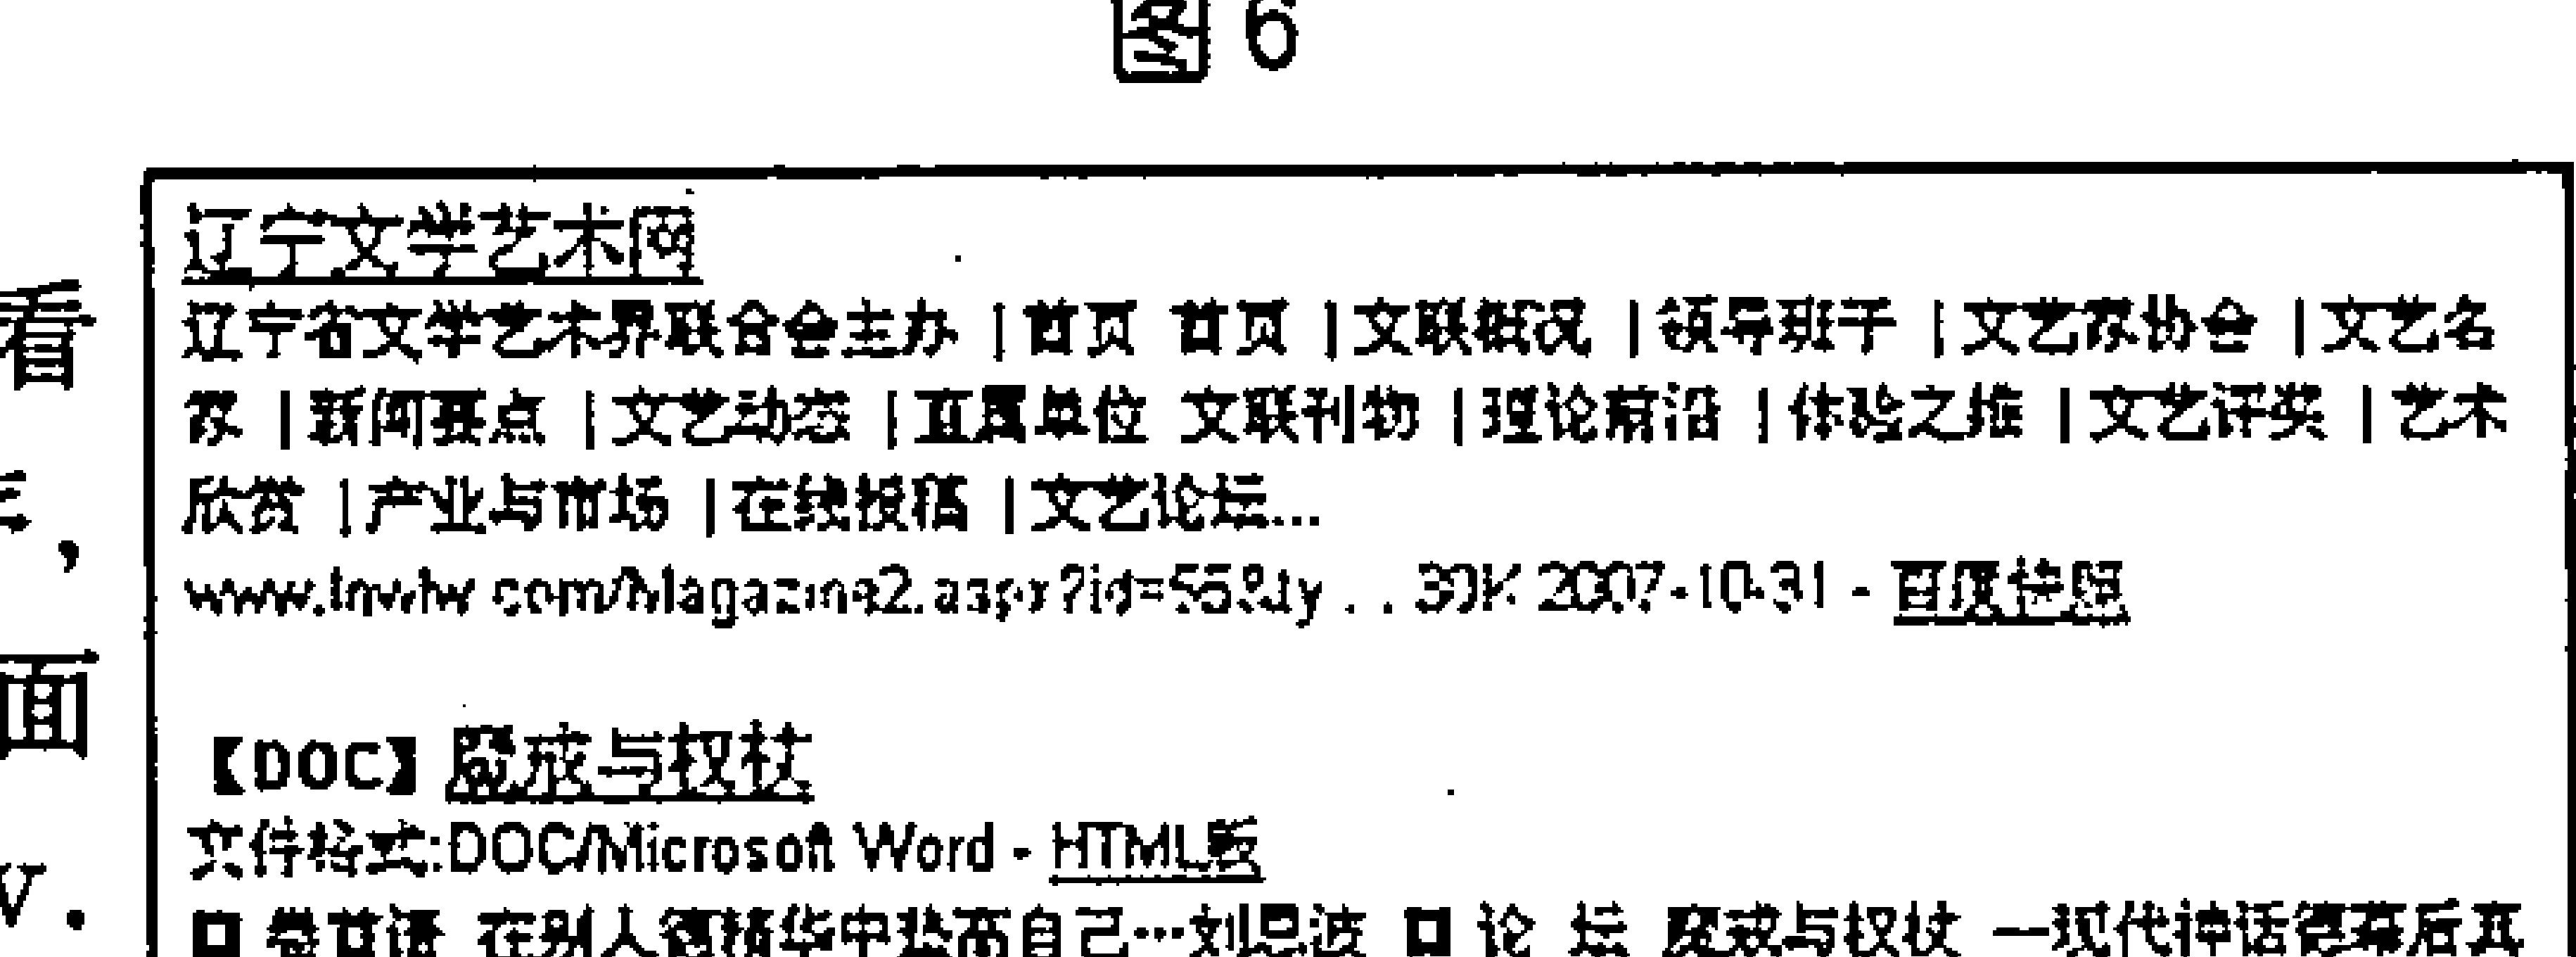 图 6
辽宁文学艺术网
辽宁省文学艺术界联合会主办 | 首页 首页 | 文联概况 | 领导班子 | 文艺家协会 | 文艺名
看
家 | 新闻要点 | 文艺动态 | 直属单位 文联刊物 | 理论前沿 | 体验之旅 | 文艺评奖 | 艺术
欣赏 | 产业与市场 | 在线投稿 | 文艺论坛...
，
www.lnwhw.com/Magazine2.aspx?id=55&ty... 39K 2007-10-31 - 百度快照
面
【DOC】魔戒与权杖
文件格式:DOC/Microsoft Word - HTML版
v.
卷首语 在别人的精华中垫高自己…刘恩波 论 坛 魔戒与权杖 —现代神话的幕后真